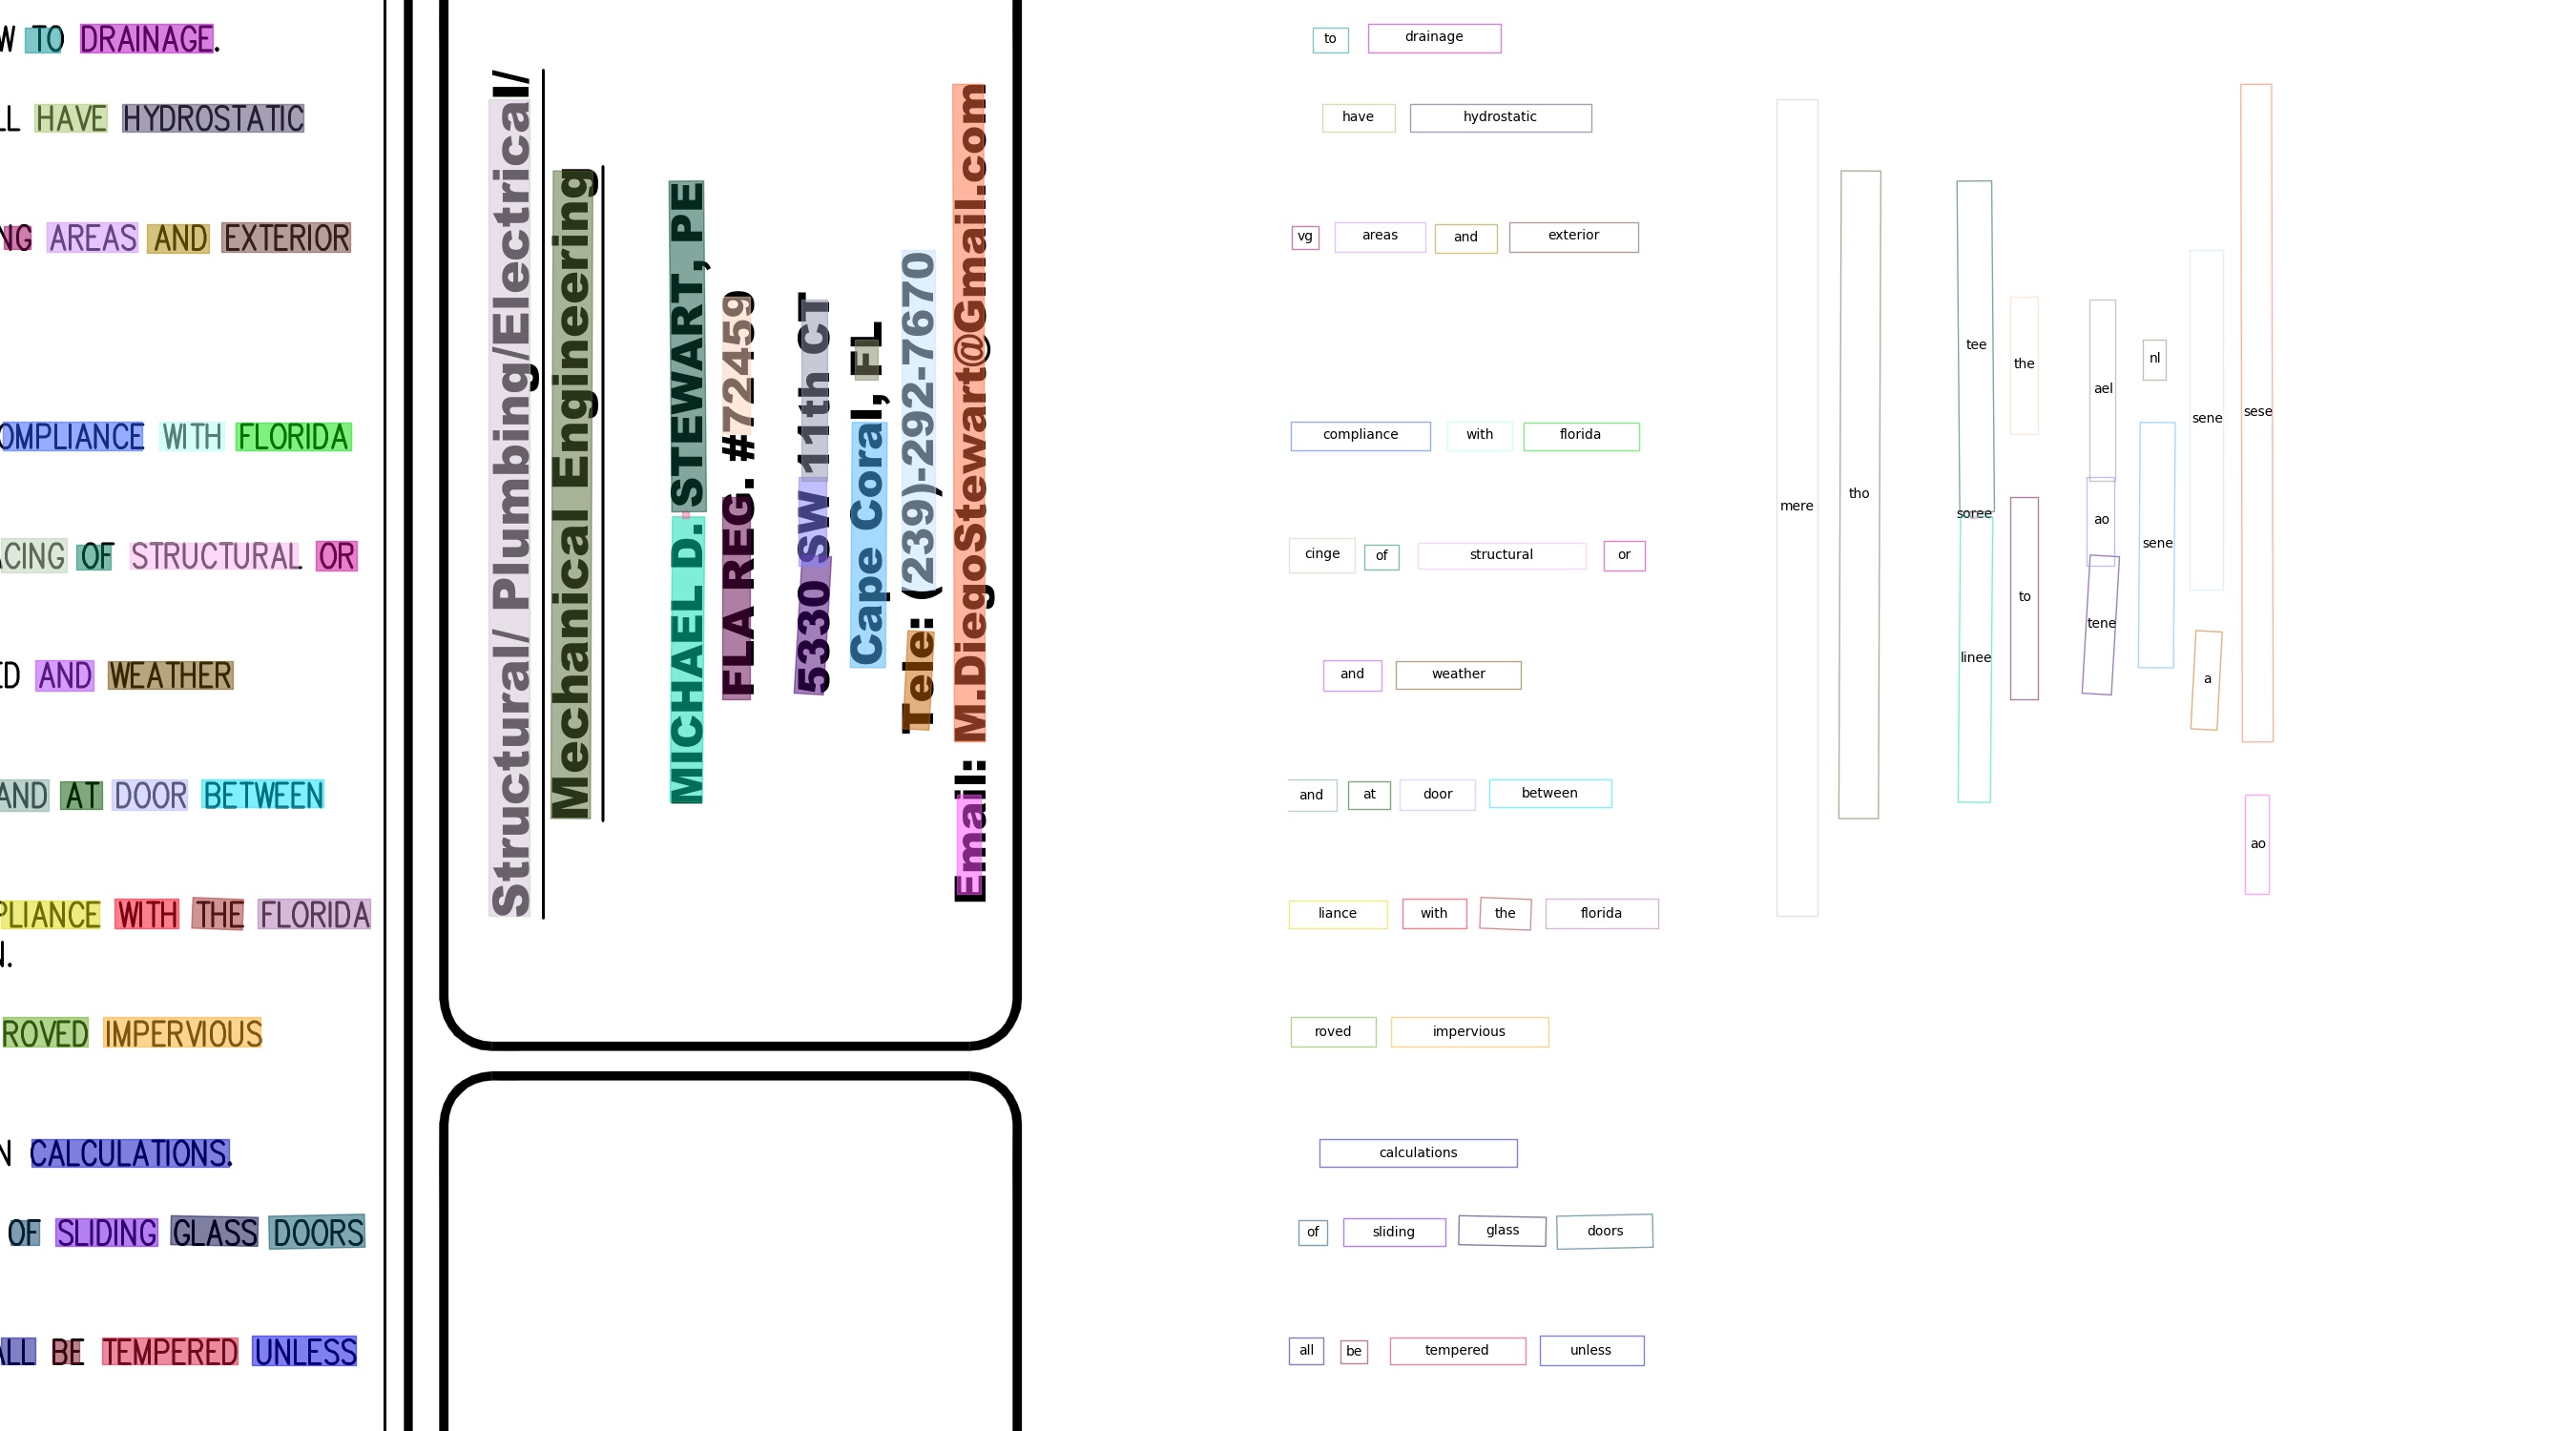 W TO DRAINAGE.
LL HAVE HYDROSTATIC
NG AREAS AND EXTERIOR
OMPLIANCE WITH FLORIDA
ACING OF STRUCTURAL OR
ED AND WEATHER
AND AT DOOR BETWEEN
PLIANCE WITH THE FLORIDA
N.
ROVED IMPERVIOUS
N CALCULATIONS.
OF SLIDING GLASS DOORS
ALL BE TEMPERED UNLESS
Structural/ Plumbing/Electrical/
Mechanical Engineering
MICHAEL D. STEWART, PE
FLA REG. #72459
5330 SW 11th CT
Cape Coral, FL
Tele: (239)-292-7670
Email: M.DiegoStewart@Gmail.com
to drainage
have hydrostatic
vg areas and exterior
compliance with florida
cinge of structural or
and weather
and at door between
liance with the florida
roved impervious
calculations
of sliding glass doors
all be tempered unless
mere
tho
tee
soree
linee
the
to
ael
ao
tene
nl
sene
sene
a
sese
ao